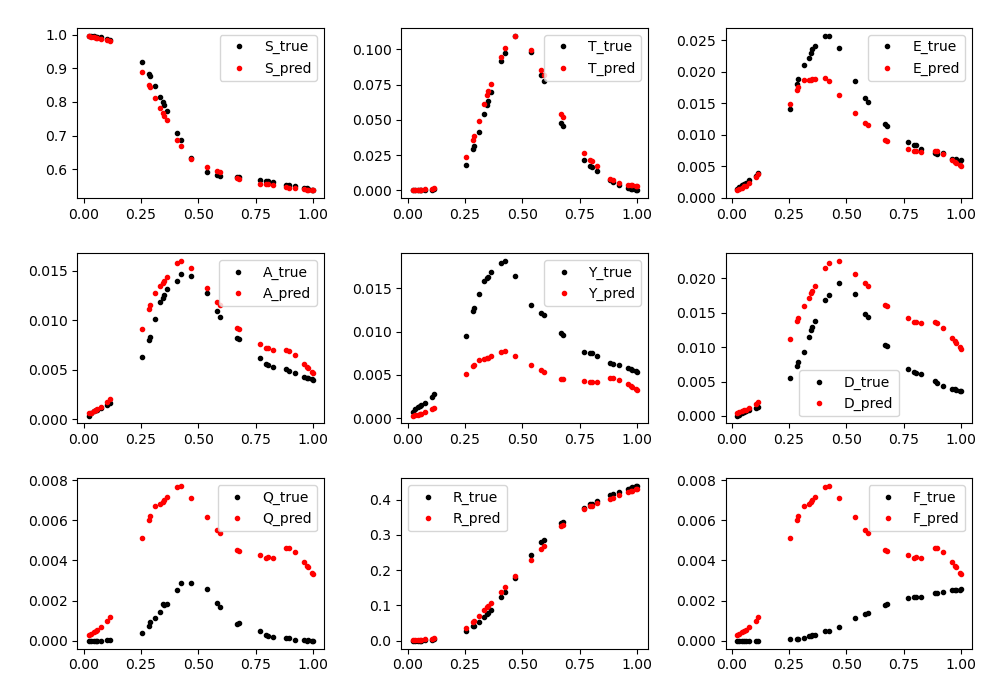 1.0
0.9
0.8
0.7
0.6
S_true
S_pred
0.00 0.25 0.50 0.75 1.00
0.100
0.075
0.050
0.025
0.000
T_true
T_pred
0.00 0.25 0.50 0.75 1.00
0.025
0.020
0.015
0.010
0.005
0.000
E_true
E_pred
0.00 0.25 0.50 0.75 1.00
0.015
0.010
0.005
0.000
A_true
A_pred
0.00 0.25 0.50 0.75 1.00
0.015
0.010
0.005
0.000
Y_true
Y_pred
0.00 0.25 0.50 0.75 1.00
0.020
0.015
0.010
0.005
0.000
D_true
D_pred
0.00 0.25 0.50 0.75 1.00
0.008
0.006
0.004
0.002
0.000
Q_true
Q_pred
0.00 0.25 0.50 0.75 1.00
0.4
0.3
0.2
0.1
0.0
R_true
R_pred
0.00 0.25 0.50 0.75 1.00
0.008
0.006
0.004
0.002
0.000
F_true
F_pred
0.00 0.25 0.50 0.75 1.00